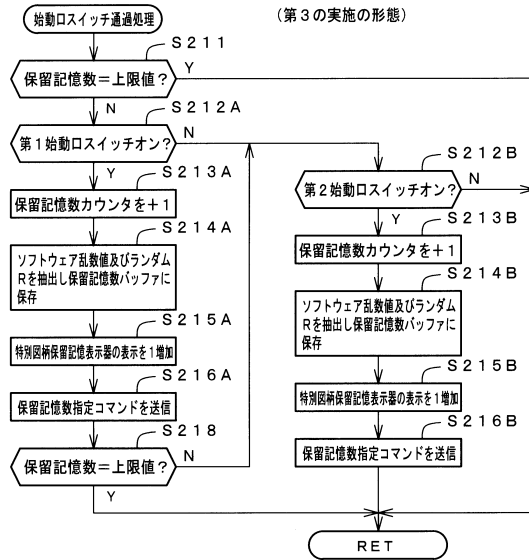 始動口スイッチ通過処理
(第3の実施の形態)
S211
保留記憶数＝上限値？
Y
N
S212A
第1始動口スイッチオン？
N
Y
S213A
保留記憶数カウンタを＋1
S214A
ソフトウェア乱数値及びランダム
Rを抽出し保留記憶数バッファに
保存
S215A
特別図柄保留記憶表示器の表示を1増加
S216A
保留記憶数指定コマンドを送信
S218
保留記憶数＝上限値？
N
Y
S212B
第2始動口スイッチオン？
N
Y
S213B
保留記憶数カウンタを＋1
S214B
ソフトウェア乱数値及びランダム
Rを抽出し保留記憶数バッファに
保存
S215B
特別図柄保留記憶表示器の表示を1増加
S216B
保留記憶数指定コマンドを送信
RET